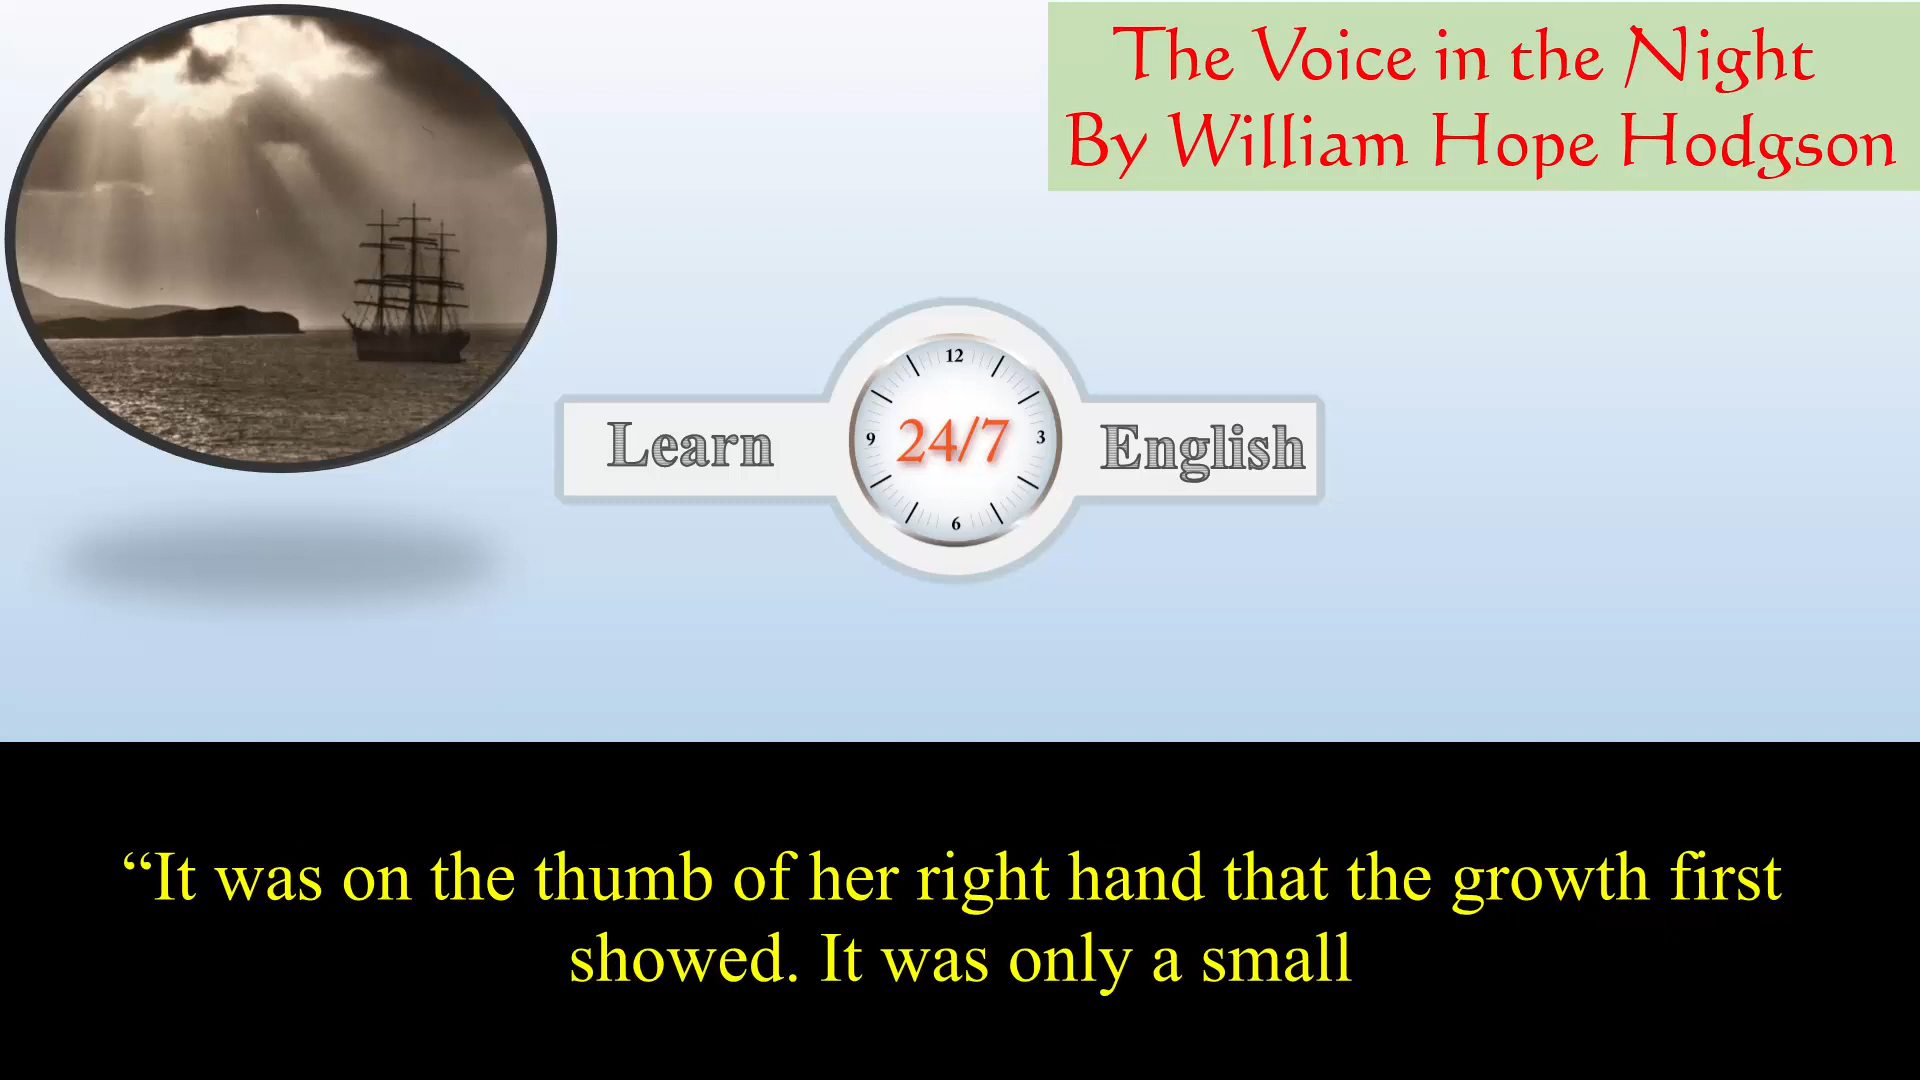 The Voice in the Night
By William Hope Hodgson
12
Learn
9
24/7
3
English
6
“It was on the thumb of her right hand that the growth first
showed. It was only a small